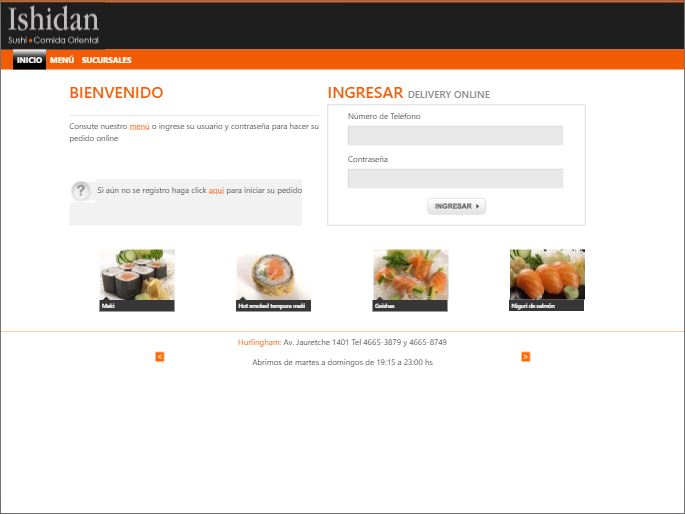 Ishidan
Sushi • Comida Oriental
INICIO MENÚ SUCURSALES
BIENVENIDO
Consute nuestro menú o ingrese su usuario y contraseña para hacer su
pedido online
? Si aún no se registro haga click aqui para iniciar su pedido
INGRESAR DELIVERY ONLINE
Número de Teléfono
Contraseña
INGRESAR
Maki
Hot smoked tempura maki
Geishas
Niguri de salmón
Hurlingham: Av. Jauretche 1401 Tel 4665-3879 y 4665-8749
< >
Abrimos de martes a domingos de 19:15 a 23:00 hs